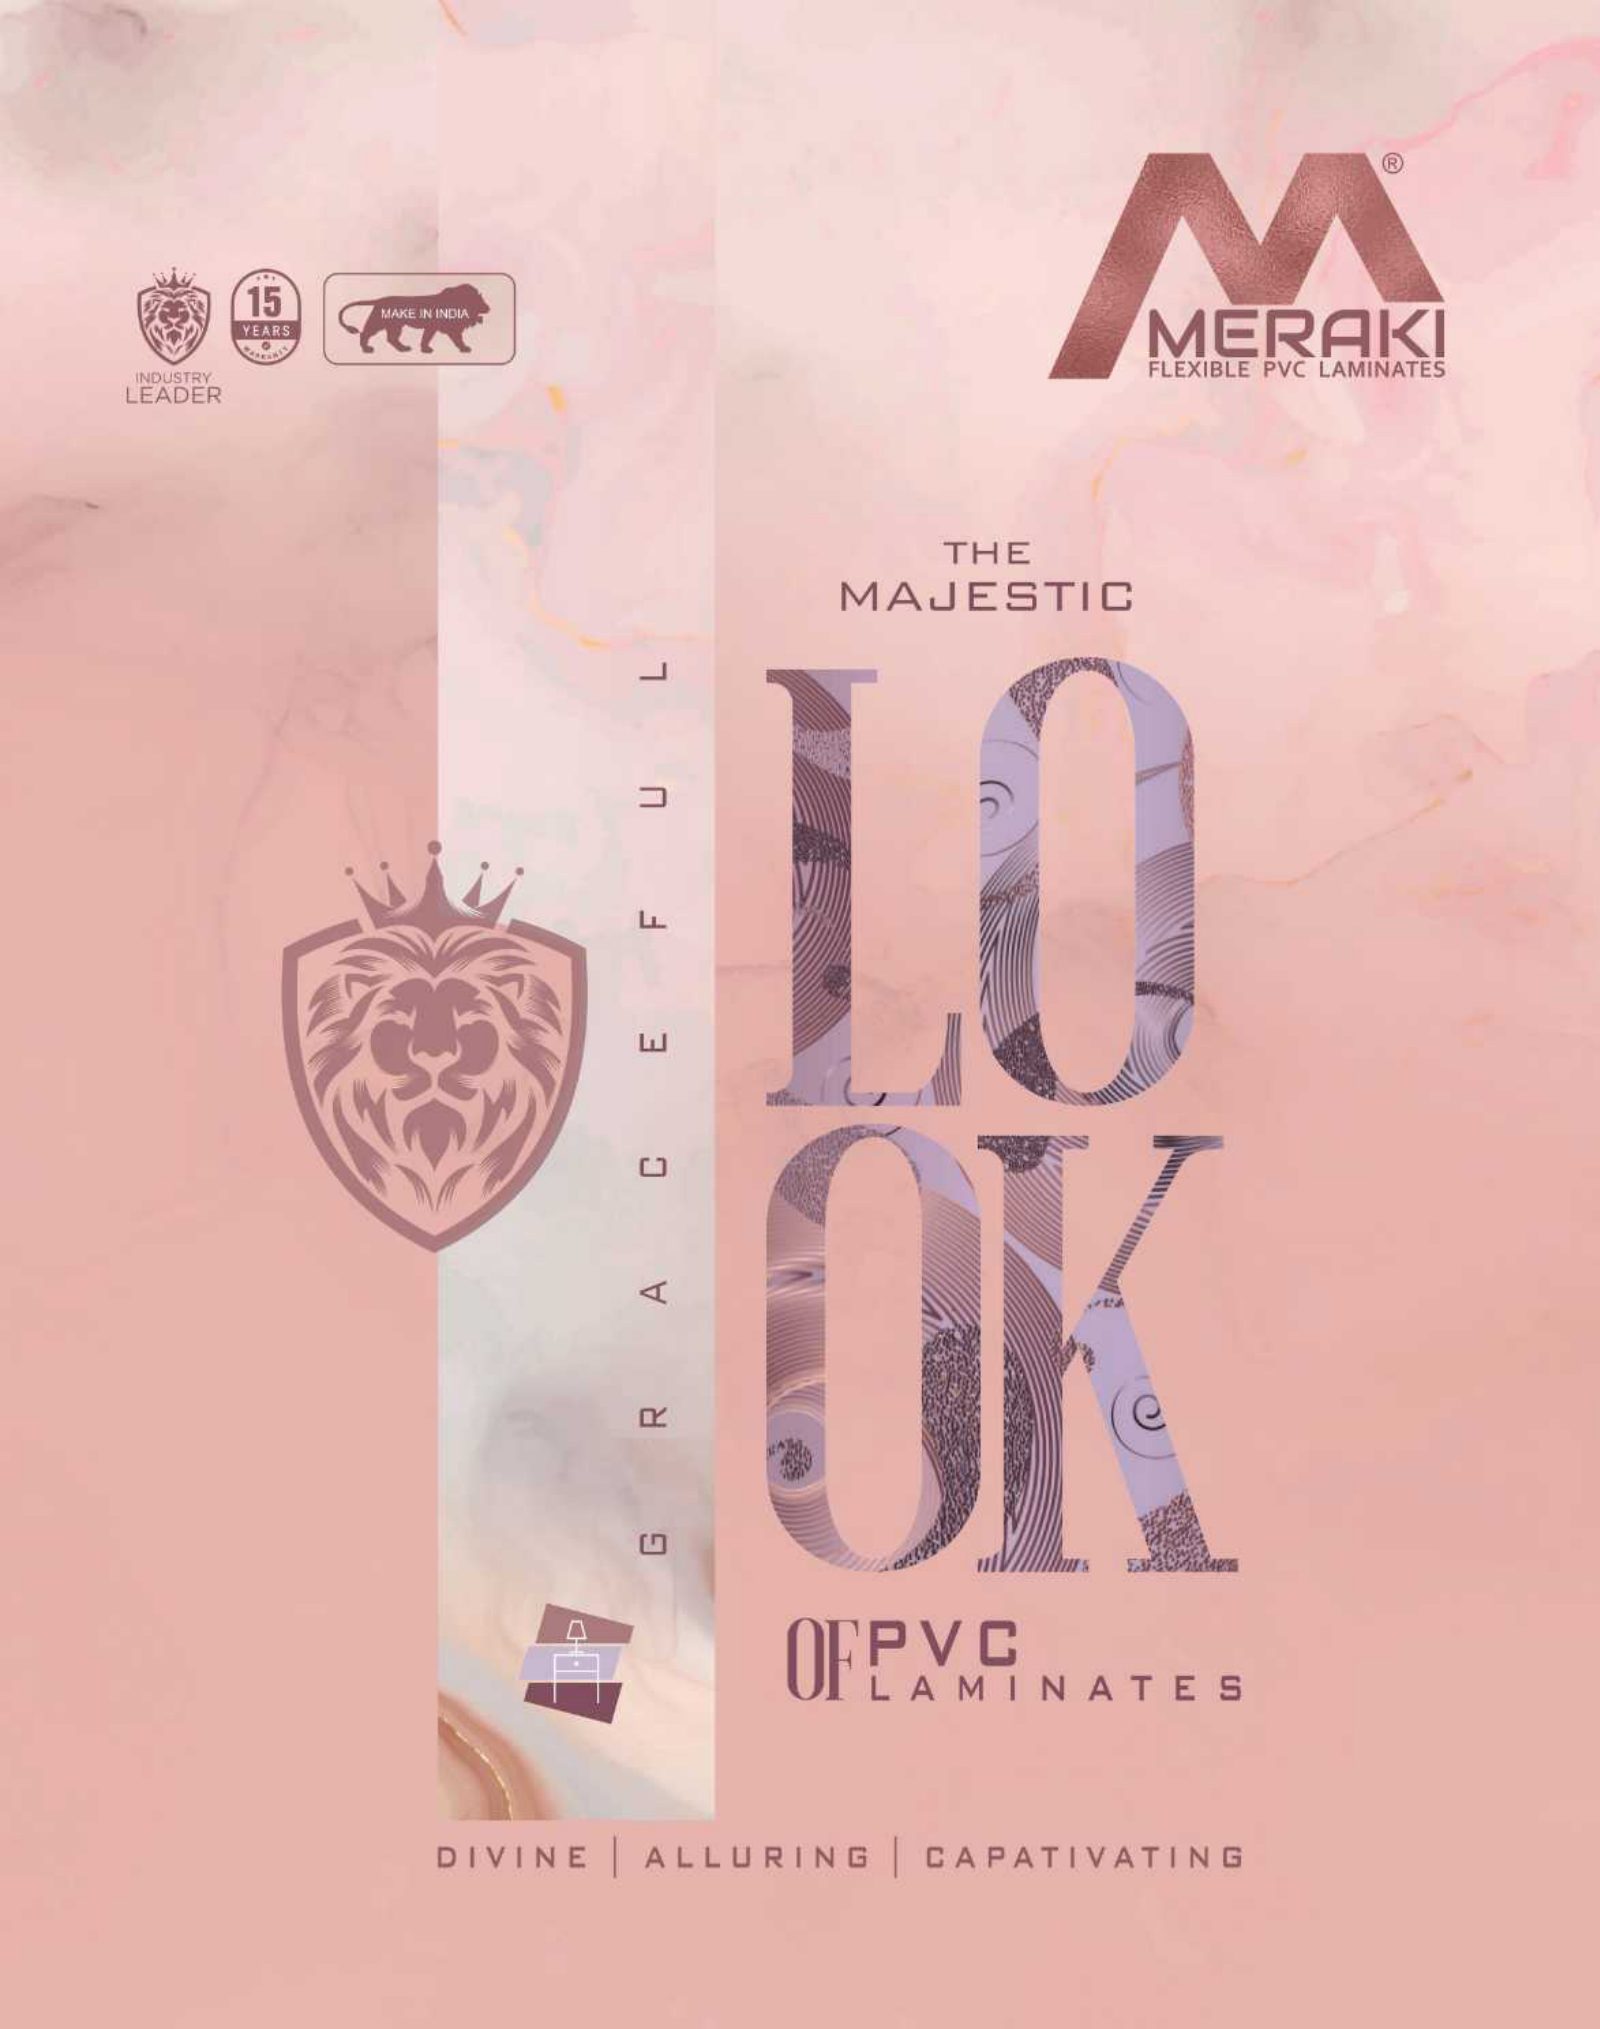 ®
MERAKI
FLEXIBLE PVC LAMINATES
15
YEARS
WARRANTY
MAKE IN INDIA
INDUSTRY
LEADER
THE
MAJESTIC
LO
OK
GRACEFUL
OF PVC
LAMINATES
DIVINE | ALLURING | CAPATIVATING